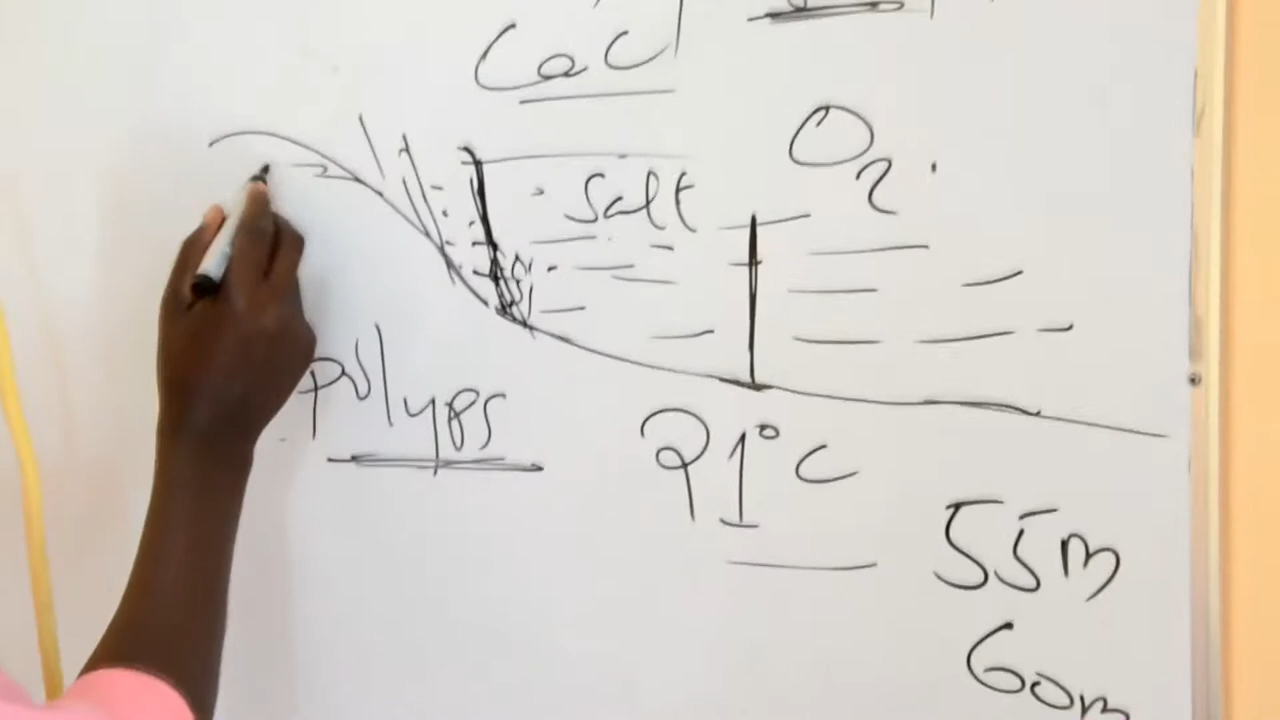 CaCl
O₂.
Salt
polyps
21°C
55m
60m